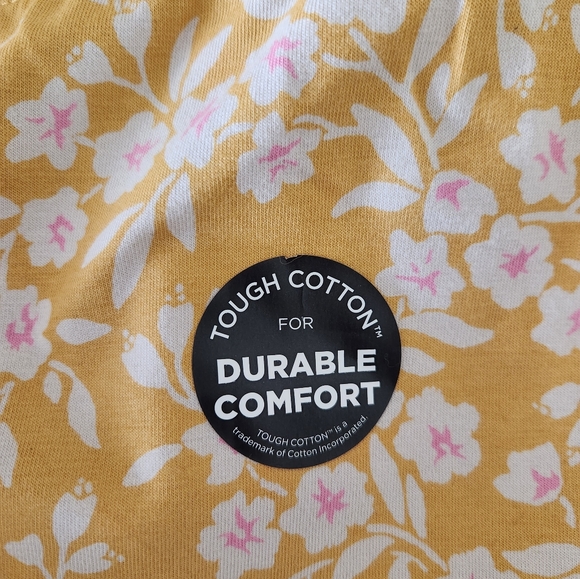 TOUGH COTTON™
FOR
DURABLE
COMFORT
TOUGH COTTON™ is a
trademark of Cotton Incorporated.